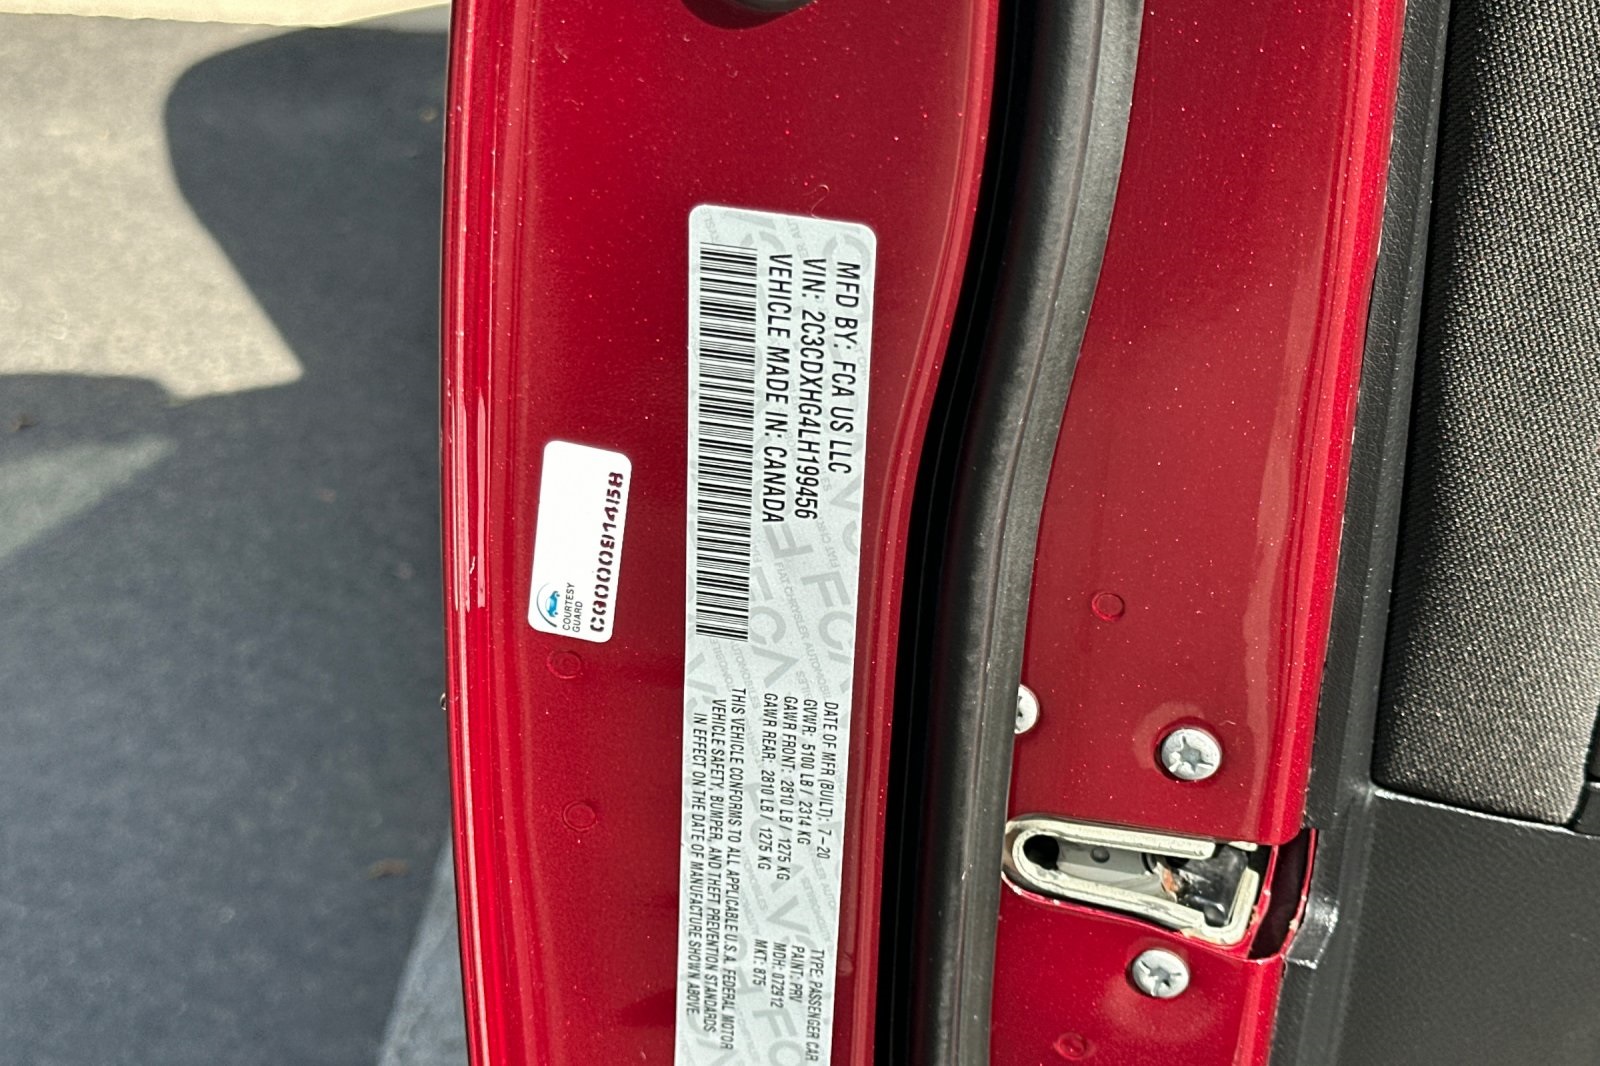 MFD BY: FCA US LLC
VIN: 2C3CDXHG4LH199456
VEHICLE MADE IN: CANADA
DATE OF MFR (BUILT): 7-20
GVWR: 5100 LB / 2314 KG
GAWR FRONT: 2810 LB / 1275 KG
GAWR REAR: 2810 LB / 1275 KG
THIS VEHICLE CONFORMS TO ALL APPLICABLE U.S.A. FEDERAL MOTOR
VEHICLE SAFETY, BUMPER, AND THEFT PREVENTION STANDARDS
IN EFFECT ON THE DATE OF MANUFACTURE SHOWN ABOVE.
TYPE: PASSENGER CAR
PAINT: PRV
MDH: 072912
MKT: 875
COURTESY
GUARD